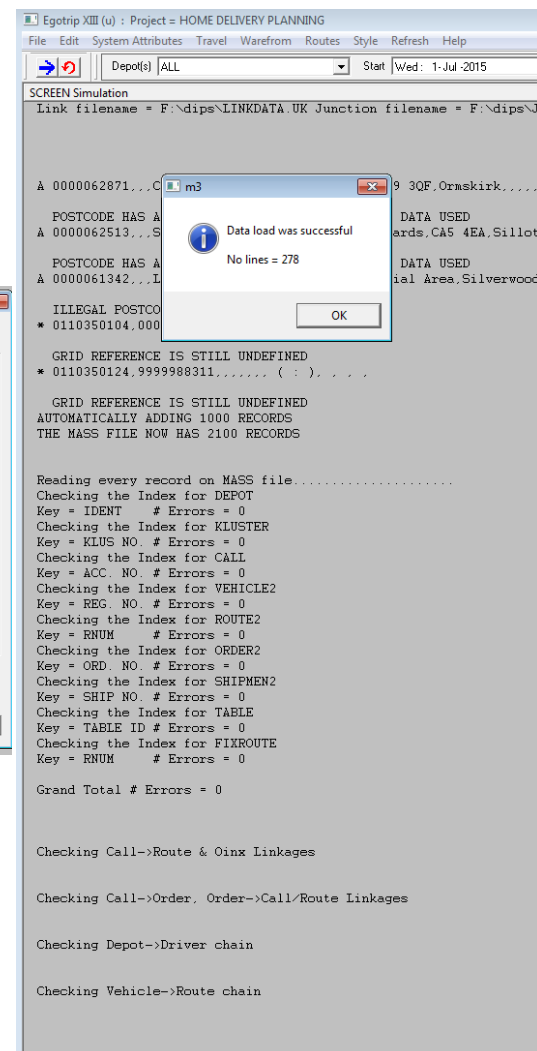 Egotrip XIII (u) : Project = HOME DELIVERY PLANNING
File Edit System Attributes Travel Warefrom Routes Style Refresh Help
Depot(s) ALL Start Wed: 1-Jul-2015
SCREEN Simulation
Link filename = F:\dips\LINKDATA.UK Junction filename = F:\dips\J
A 0000062871,,,C 9 3QF,Ormskirk,,,,,
POSTCODE HAS A DATA USED
A 0000062513,,,S ards,CA5 4EA,Sillot
POSTCODE HAS A DATA USED
A 0000061342,,,L ial Area,Silverwood
ILLEGAL POSTCO
* 0110350104,000
GRID REFERENCE IS STILL UNDEFINED
* 0110350124,9999988311,,,,,,, ( : ), , , ,
GRID REFERENCE IS STILL UNDEFINED
AUTOMATICALLY ADDING 1000 RECORDS
THE MASS FILE NOW HAS 2100 RECORDS
m3
Data load was successful
No lines = 278
OK
Reading every record on MASS file.....................
Checking the Index for DEPOT
Key = IDENT # Errors = 0
Checking the Index for KLUSTER
Key = KLUS NO. # Errors = 0
Checking the Index for CALL
Key = ACC. NO. # Errors = 0
Checking the Index for VEHICLE2
Key = REG. NO. # Errors = 0
Checking the Index for ROUTE2
Key = RNUM # Errors = 0
Checking the Index for ORDER2
Key = ORD. NO. # Errors = 0
Checking the Index for SHIPMEN2
Key = SHIP NO. # Errors = 0
Checking the Index for TABLE
Key = TABLE ID # Errors = 0
Checking the Index for FIXROUTE
Key = RNUM # Errors = 0
Grand Total # Errors = 0
Checking Call->Route & Oinx Linkages
Checking Call->Order, Order->Call/Route Linkages
Checking Depot->Driver chain
Checking Vehicle->Route chain